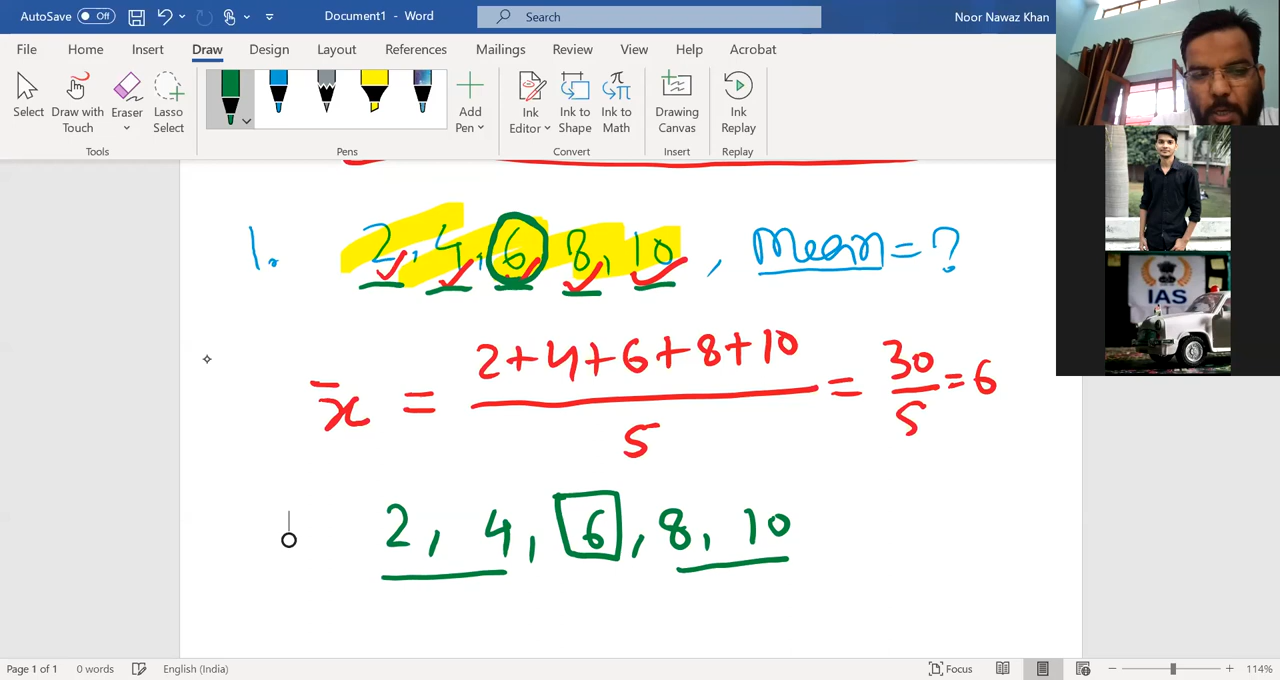 AutoSave Off Document1 - Word Search Noor Nawaz Khan
File Home Insert Draw Design Layout References Mailings Review View Help Acrobat
Select Draw with Touch Eraser Lasso Select Add Pen Ink Editor Ink to Shape Ink to Math Drawing Canvas Ink Replay
Tools Pens Convert Insert Replay
IAS
1. 2, 4, 6, 8, 10, Mean = ?
x̄ = 2+4+6+8+10 / 5 = 30 / 5 = 6
2, 4, 6, 8, 10
Page 1 of 1 0 words English (India) Focus 114%